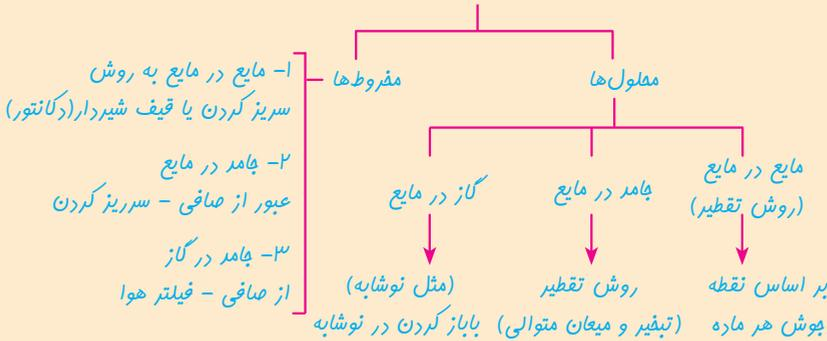 محلول‌ها
مایع در مایع
(روش تقطیر)
بر اساس نقطه
جوش هر ماده
جامد در مایع
روش تقطیر
(تبخیر و میعان متوالی)
گاز در مایع
(مثل نوشابه)
باباز کردن در نوشابه
مخروط‌ها
۱- مایع در مایع به روش
سریز کردن یا قیف شیردار(دکانتور)
۲- جامد در مایع
عبور از صافی - سرریز کردن
۳- جامد در گاز
از صافی - فیلتر هوا